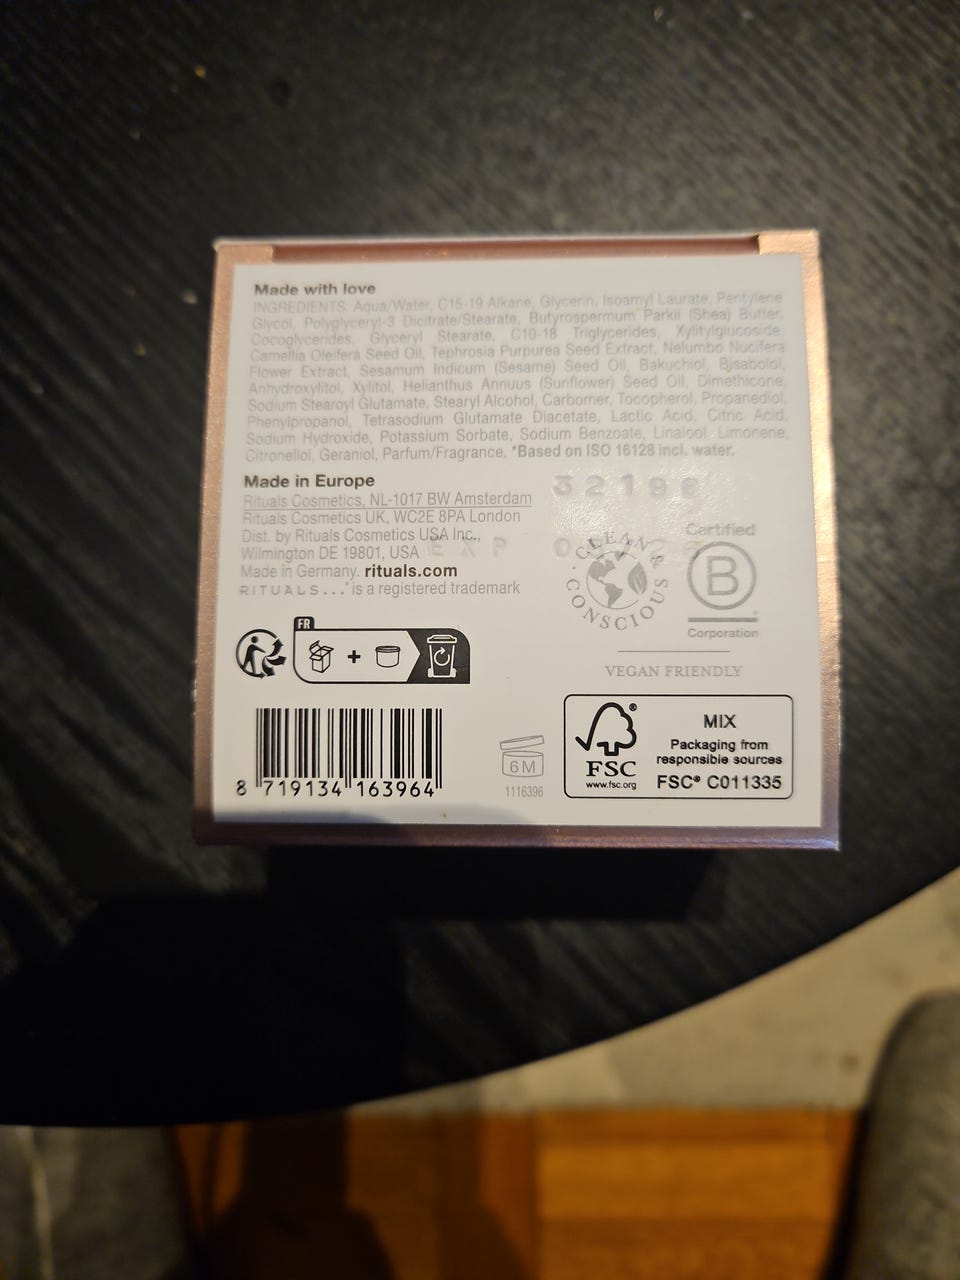 Made with love
INGREDIENTS: Aqua/Water, C15-19 Alkane, Glycerin, Isoamyl Laurate, Pentylene
Glycol, Polyglyceryl-3 Dicitrate/Stearate, Butyrospermum Parkii (Shea) Butter,
Cocoglycerides, Glyceryl Stearate, C10-18 Triglycerides, Xylitylglucoside,
Camellia Oleifera Seed Oil, Tephrosia Purpurea Seed Extract, Nelumbo Nucifera
Flower Extract, Sesamum Indicum (Sesame) Seed Oil, Bakuchiol, Bisabolol,
Anhydroxylitol, Xylitol, Helianthus Annuus (Sunflower) Seed Oil, Dimethicone,
Sodium Stearoyl Glutamate, Stearyl Alcohol, Carbomer, Tocopherol, Propanediol,
Phenylpropanol, Tetrasodium Glutamate Diacetate, Lactic Acid, Citric Acid,
Sodium Hydroxide, Potassium Sorbate, Sodium Benzoate, Linalool, Limonene,
Citronellol, Geraniol, Parfum/Fragrance, *Based on ISO 16128 incl. water.
Made in Europe
Rituals Cosmetics, NL-1017 BW Amsterdam
Rituals Cosmetics UK, WC2E 8PA London
Dist. by Rituals Cosmetics USA Inc.,
Wilmington DE 19801, USA
Made in Germany. rituals.com
RITUALS...® is a registered trademark
EXP
CLEAN & CONSCIOUS
Certified
B
®
Corporation
VEGAN FRIENDLY
FR
+
8 719134 163964
6 M
1116396
®
FSC
www.fsc.org
MIX
Packaging from
responsible sources
FSC® C011335